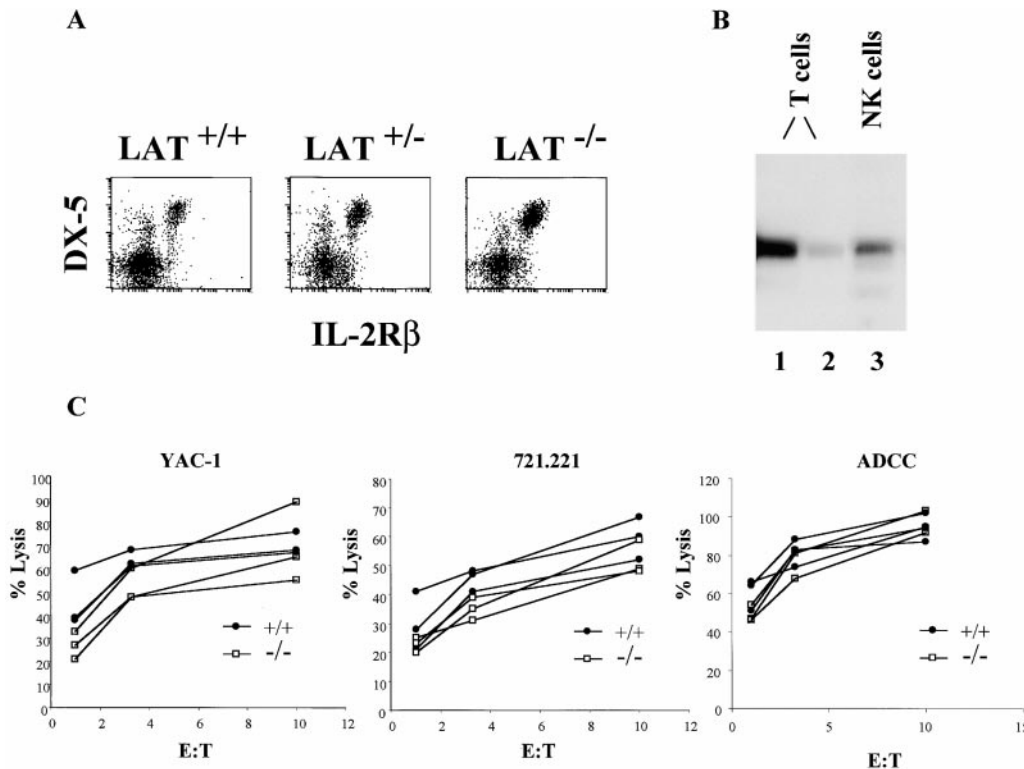 A
B
T cells
NK cells
LAT +/+
LAT +/-
LAT -/-
DX-5
IL-2Rβ
1 2 3
C
YAC-1
100
90
80
70
60
50
40
30
20
10
0
% Lysis
+/+
-/-
0 2 4 6 8 10 12
E:T
721.221
80
70
60
50
40
30
20
10
0
% Lysis
+/+
-/-
0 2 4 6 8 10 12
E:T
ADCC
120
100
80
60
40
20
0
% Lysis
+/+
-/-
0 5 10 15
E:T